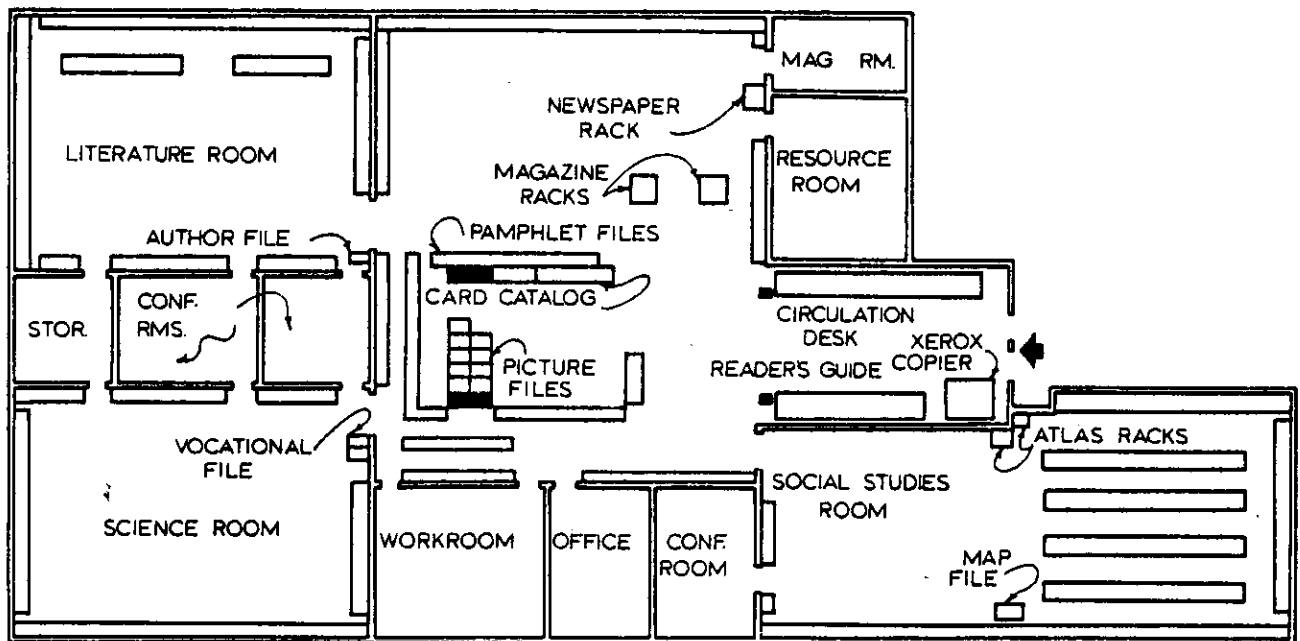 MAG RM.
NEWSPAPER
RACK
LITERATURE ROOM
RESOURCE
ROOM
MAGAZINE
RACKS
AUTHOR FILE
PAMPHLET FILES
CARD CATALOG
CONF.
RMS.
STOR.
CIRCULATION
DESK
XEROX
COPIER
PICTURE
FILES
READER'S GUIDE
VOCATIONAL
FILE
ATLAS RACKS
SOCIAL STUDIES
ROOM
SCIENCE ROOM
WORKROOM
OFFICE
CONF.
ROOM
MAP
FILE